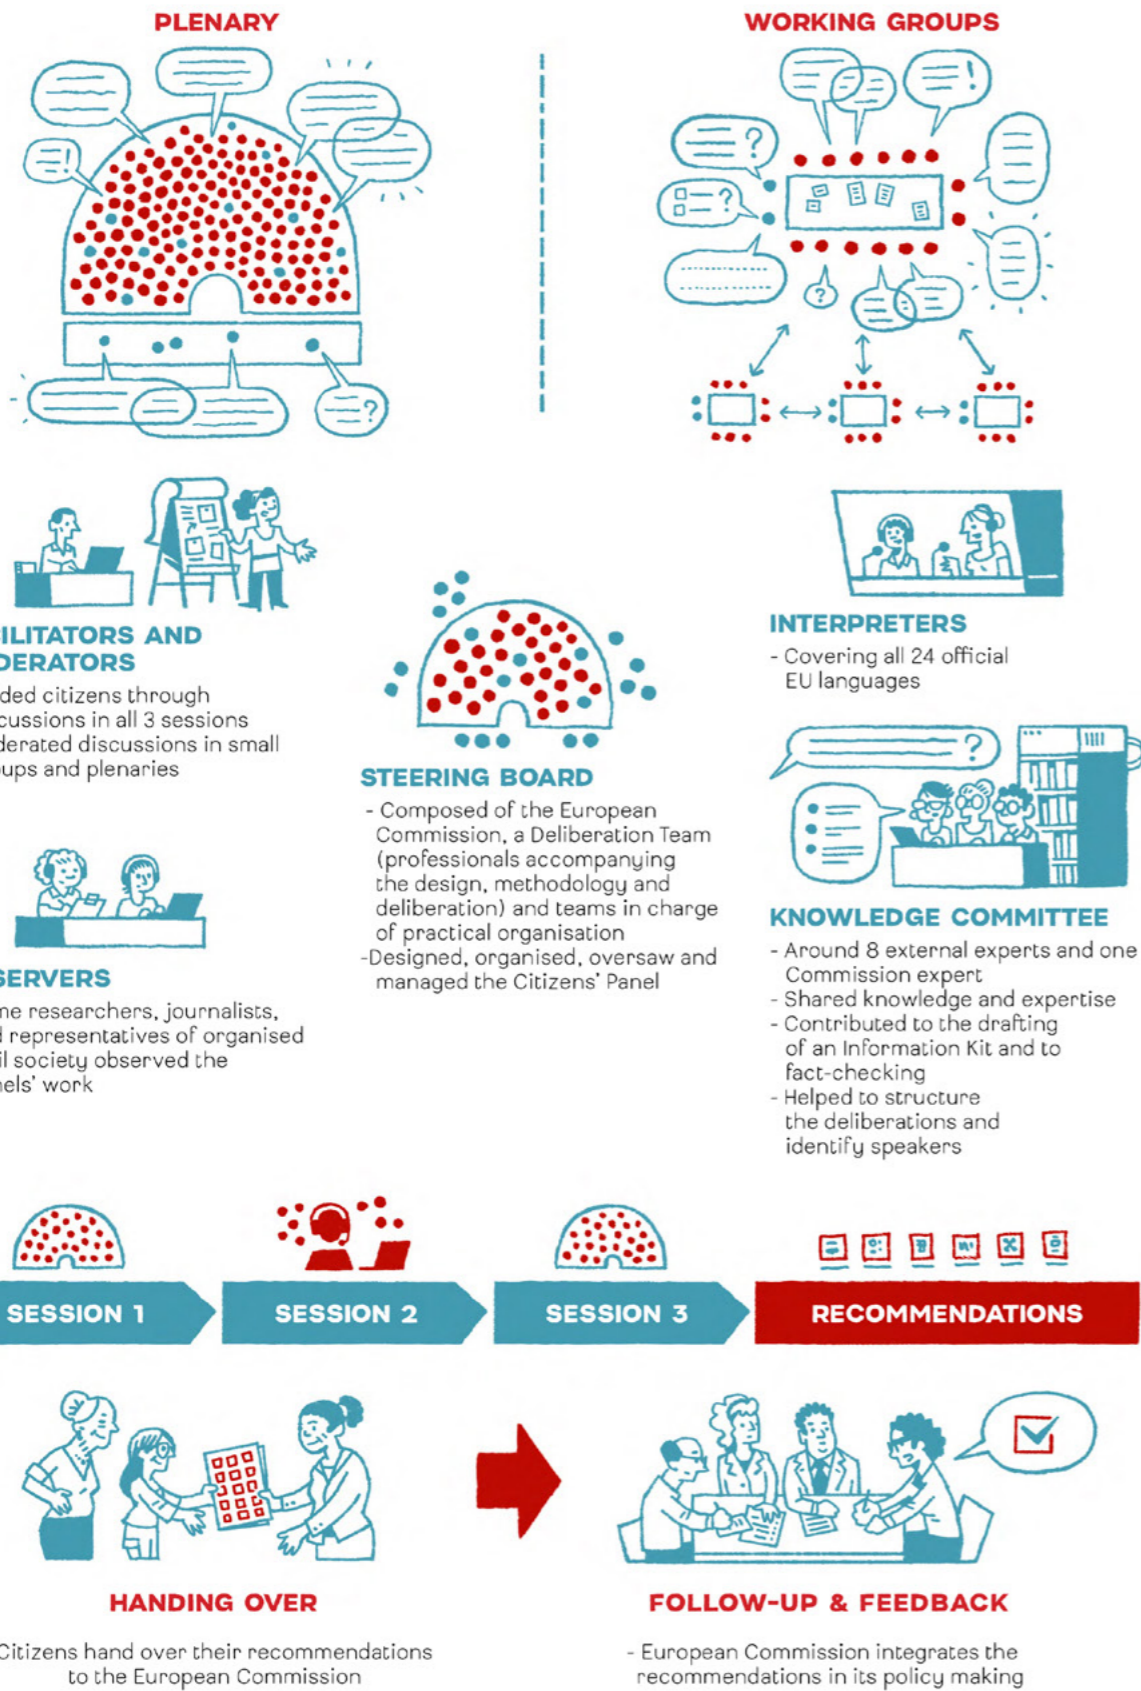 PLENARY
WORKING GROUPS
!
?
?
!
?
?
ILITATORS AND
DERATORS
ded citizens through
cussions in all 3 sessions
derated discussions in small
ups and plenaries
SERVERS
me researchers, journalists,
d representatives of organised
il society observed the
nels' work
STEERING BOARD
- Composed of the European
Commission, a Deliberation Team
(professionals accompanying
the design, methodology and
deliberation) and teams in charge
of practical organisation
-Designed, organised, oversaw and
managed the Citizens' Panel
INTERPRETERS
- Covering all 24 official
EU languages
?
KNOWLEDGE COMMITTEE
- Around 8 external experts and one
Commission expert
- Shared knowledge and expertise
- Contributed to the drafting
of an Information Kit and to
fact-checking
- Helped to structure
the deliberations and
identify speakers
SESSION 1
SESSION 2
SESSION 3
RECOMMENDATIONS
HANDING OVER
Citizens hand over their recommendations
to the European Commission
FOLLOW-UP & FEEDBACK
- European Commission integrates the
recommendations in its policy making